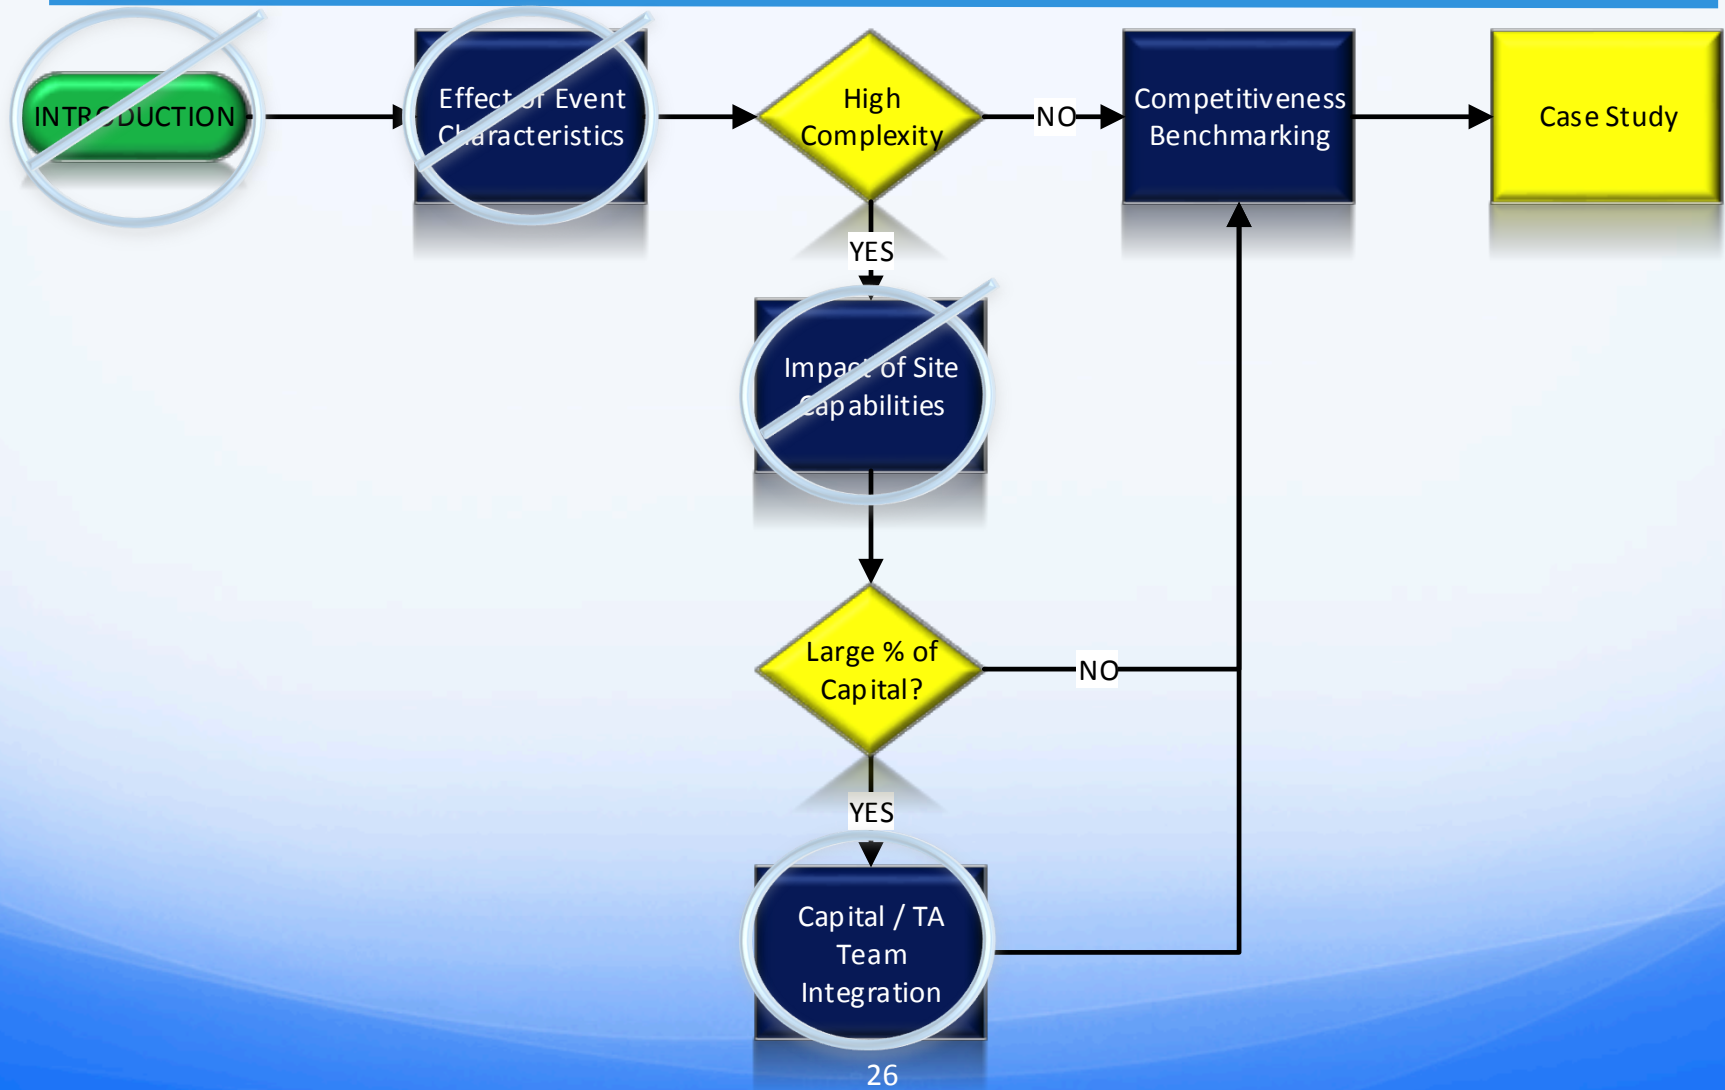 INTRODUCTION
Effect of Event
Characteristics
High
Complexity
NO
Competitiveness
Benchmarking
Case Study
YES
Impact of Site
Capabilities
Large % of
Capital?
NO
YES
Capital / TA
Team
Integration
26